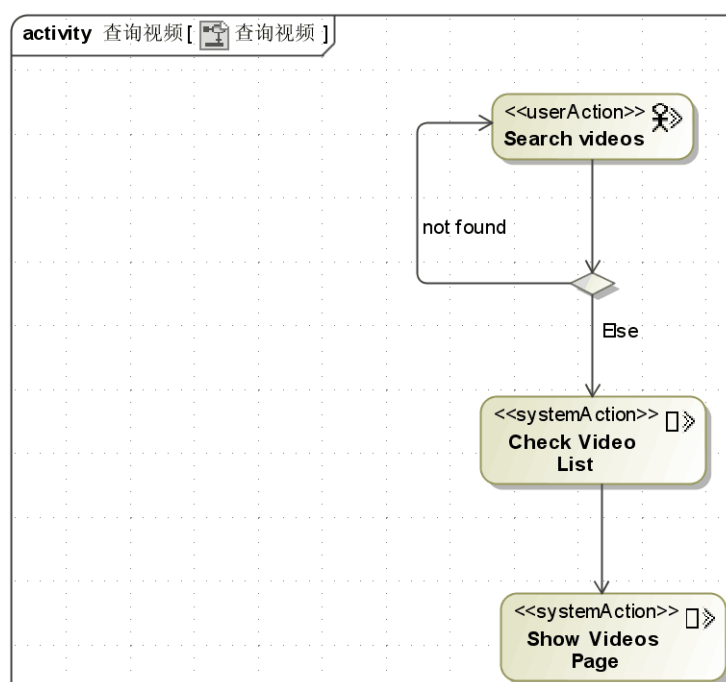 activity 查询视频[ 查询视频 ]
<<userAction>>
Search videos
not found
Else
<<systemAction>>
Check Video
List
<<systemAction>>
Show Videos
Page